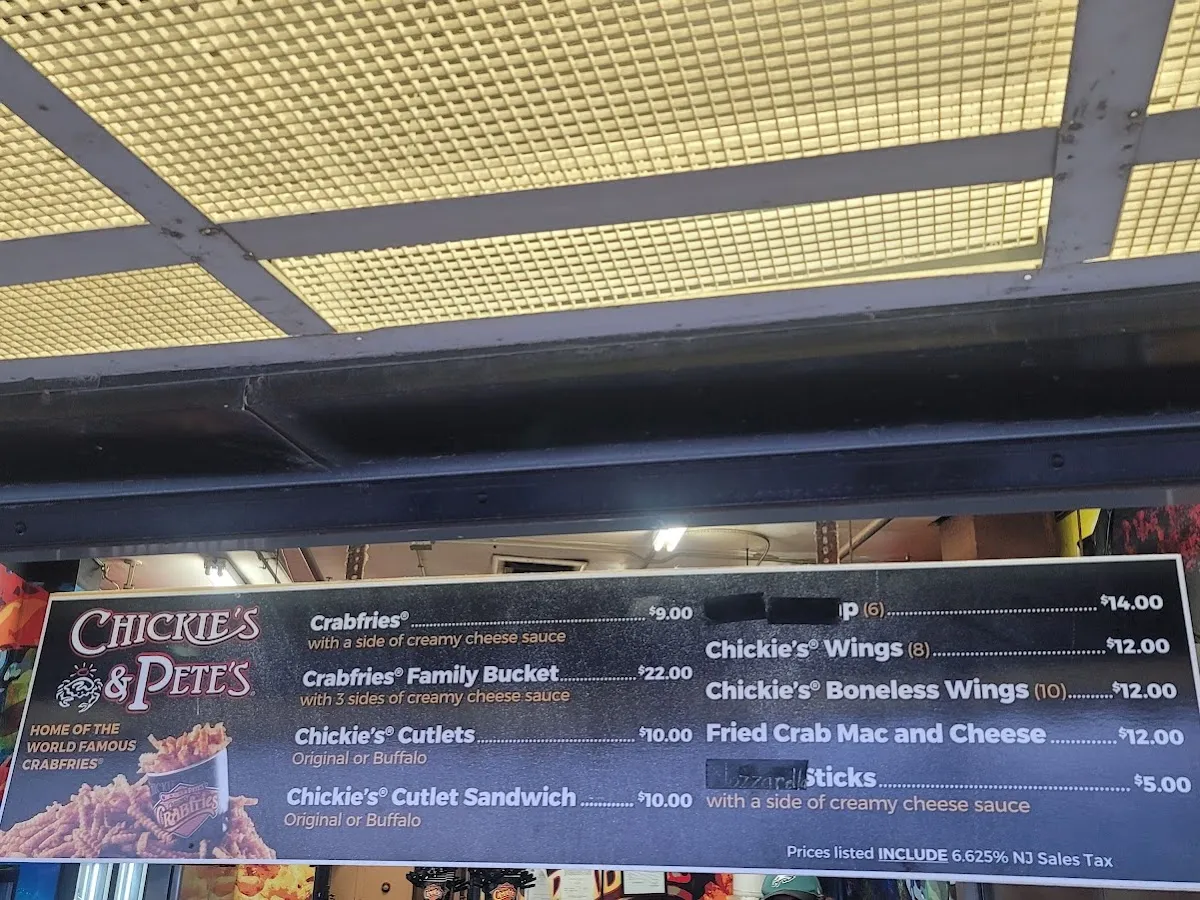 CHICKIE'S
& PETE'S
HOME OF THE
WORLD FAMOUS
CRABFRIES®
CRABFRIES
Crabfries® $9.00
with a side of creamy cheese sauce
Crabfries® Family Bucket $22.00
with 3 sides of creamy cheese sauce
Chickie's® Cutlets $10.00
Original or Buffalo
Chickie's® Cutlet Sandwich $10.00
Original or Buffalo
p (6) $14.00
Chickie's® Wings (8) $12.00
Chickie's® Boneless Wings (10) $12.00
Fried Crab Mac and Cheese $12.00
Mozzarella Sticks $5.00
with a side of creamy cheese sauce
Prices listed INCLUDE 6.625% NJ Sales Tax